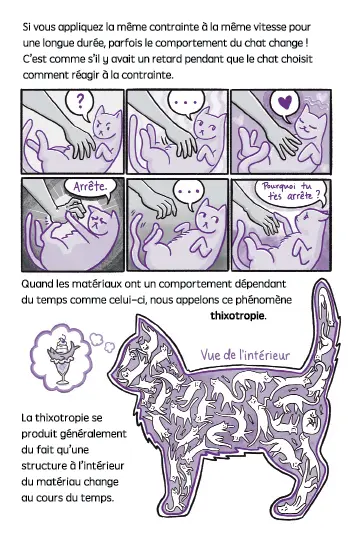 Si vous appliquez la même contrainte à la même vitesse pour
une longue durée, parfois le comportement du chat change !
C'est comme s'il y avait un retard pendant que le chat choisit
comment réagir à la contrainte.
?
...
Arrête.
...
Pourquoi tu
t'es arrêté ?
Quand les matériaux ont un comportement dépendant
du temps comme celui-ci, nous appelons ce phénomène
thixotropie.
Vue de l'intérieur
La thixotropie se
produit généralement
du fait qu'une
structure à l'intérieur
du matériau change
au cours du temps.